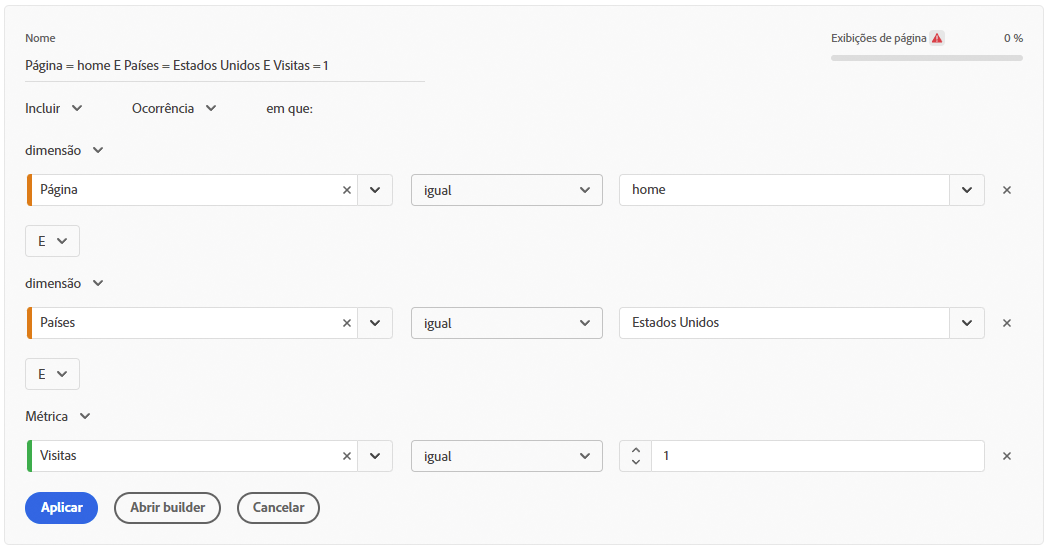 Nome
Exibições de página 0 %
Página = home E Países = Estados Unidos E Visitas =1
Incluir Ocorrência em que:
dimensão
Página igual home
E
dimensão
Países igual Estados Unidos
E
Métrica
Visitas igual 1
Aplicar Abrir builder Cancelar